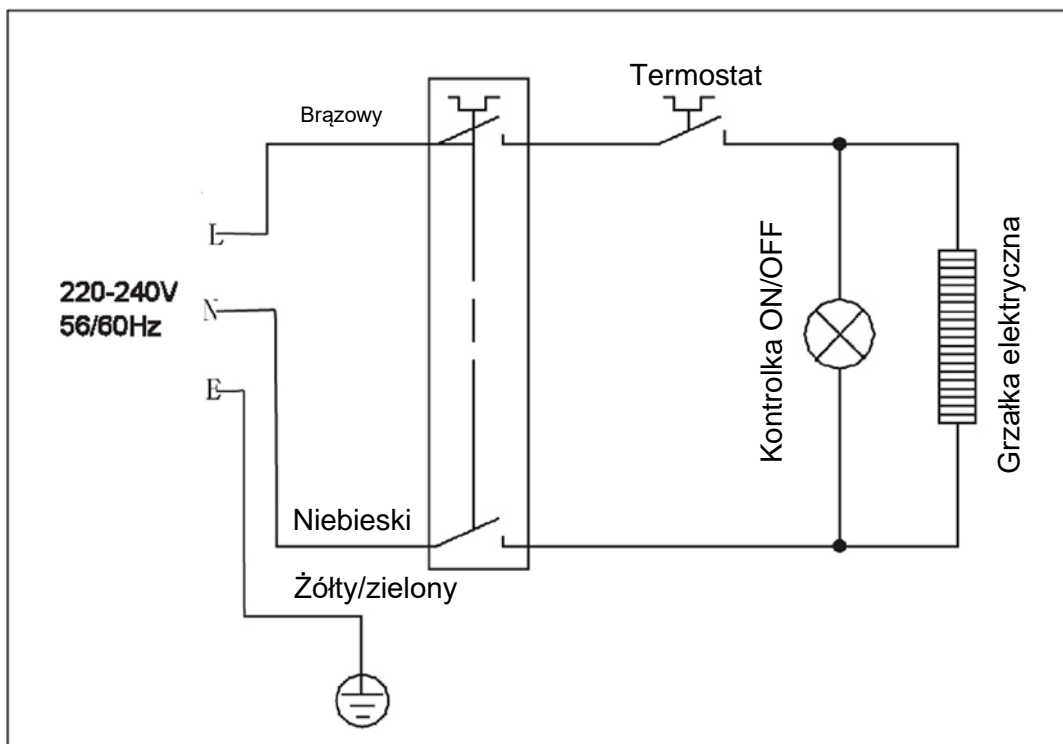 Termostat
Brązowy
L
220-240V
N
56/60Hz
E
Kontrolka ON/OFF
Grzałka elektryczna
Niebieski
Żółty/zielony